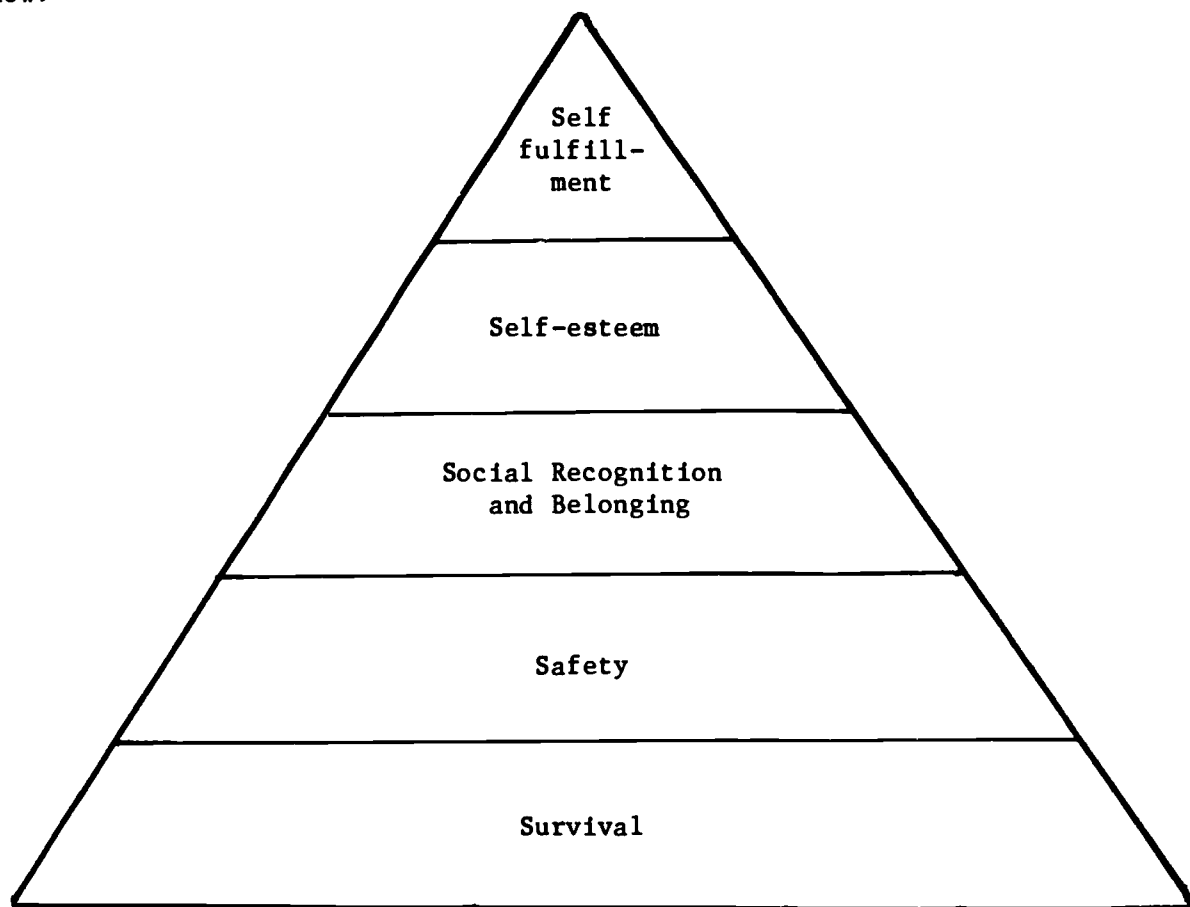 Self
fulfill-
ment
Self-esteem
Social Recognition
and Belonging
Safety
Survival